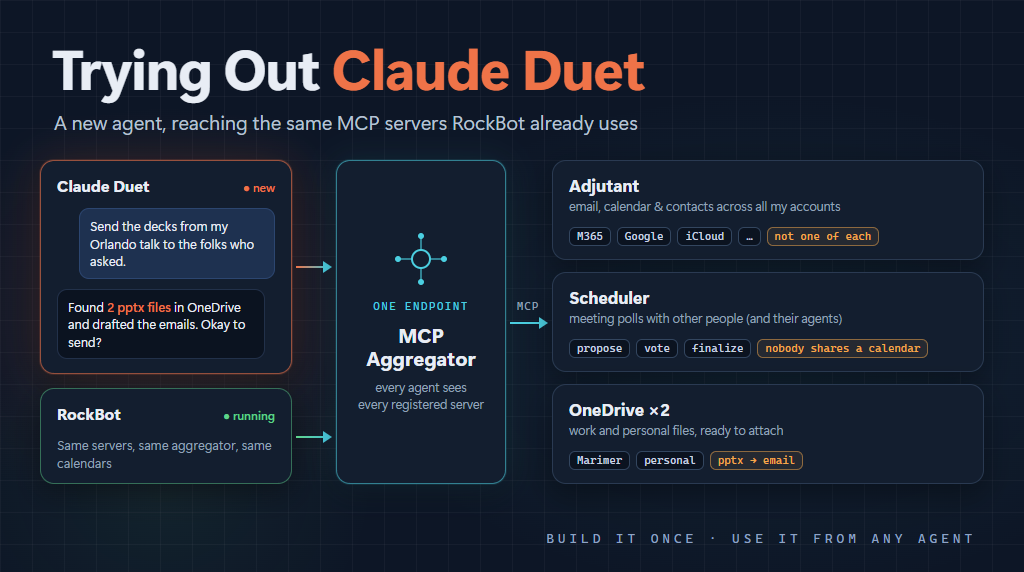 Trying Out Claude Duet
A new agent, reaching the same MCP servers RockBot already uses
Claude Duet
new
Send the decks from my
Orlando talk to the folks who
asked.
Found 2 pptx files in OneDrive
and drafted the emails. Okay to
send?
RockBot
running
Same servers, same aggregator, same
calendars
ONE ENDPOINT
MCP
Aggregator
every agent sees
every registered server
MCP
Adjutant
email, calendar & contacts across all my accounts
M365 Google iCloud … not one of each
Scheduler
meeting polls with other people (and their agents)
propose vote finalize nobody shares a calendar
OneDrive ×2
work and personal files, ready to attach
Marimer personal pptx → email
BUILD IT ONCE · USE IT FROM ANY AGENT